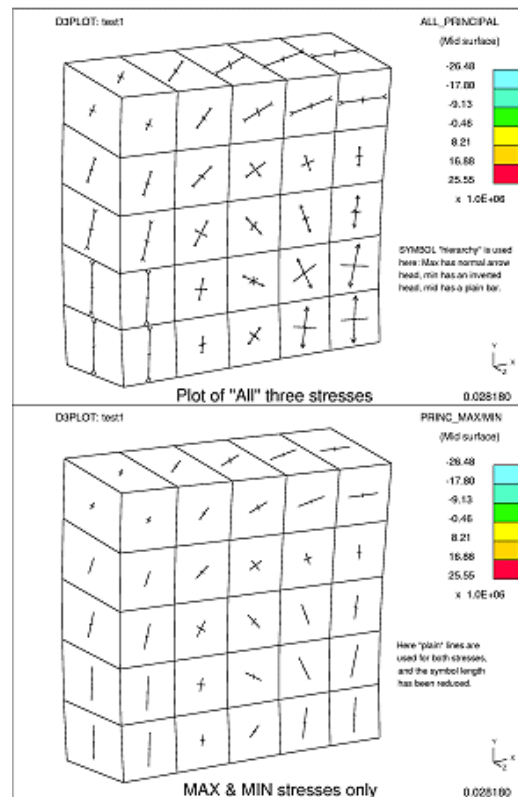 D3PLOT: test1
ALL_PRINCIPAL
(Mid surface)
-26.48
-17.80
-9.13
-0.46
8.21
16.88
25.55
x 1.0E+06
SYMBOL "hierarchy" is used
here: Max has normal arrow
head, min has an inverted
head, mid has a plain bar.
Y
X
Z
Plot of "All" three stresses
0.028180
D3PLOT: test1
PRINC_MAX/MIN
(Mid surface)
-26.48
-17.80
-9.13
-0.46
8.21
16.88
25.55
x 1.0E+06
Here "plain" lines are
used for both stresses,
and the symbol length
has been reduced.
Y
X
Z
MAX & MIN stresses only
0.028180